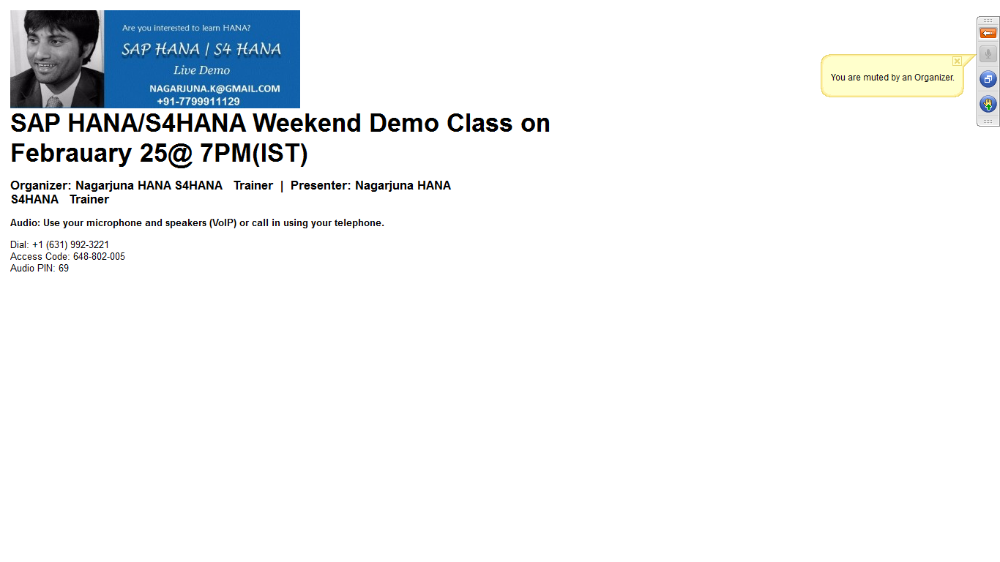 Are you interested to learn HANA?
SAP HANA | S4 HANA
Live Demo
NAGARJUNA.K@GMAIL.COM
+91-7799911129
SAP HANA/S4HANA Weekend Demo Class on
Febrauary 25@ 7PM(IST)
Organizer: Nagarjuna HANA S4HANA Trainer | Presenter: Nagarjuna HANA
S4HANA Trainer
Audio: Use your microphone and speakers (VoIP) or call in using your telephone.
Dial: +1 (631) 992-3221
Access Code: 648-802-005
Audio PIN: 69
You are muted by an Organizer.